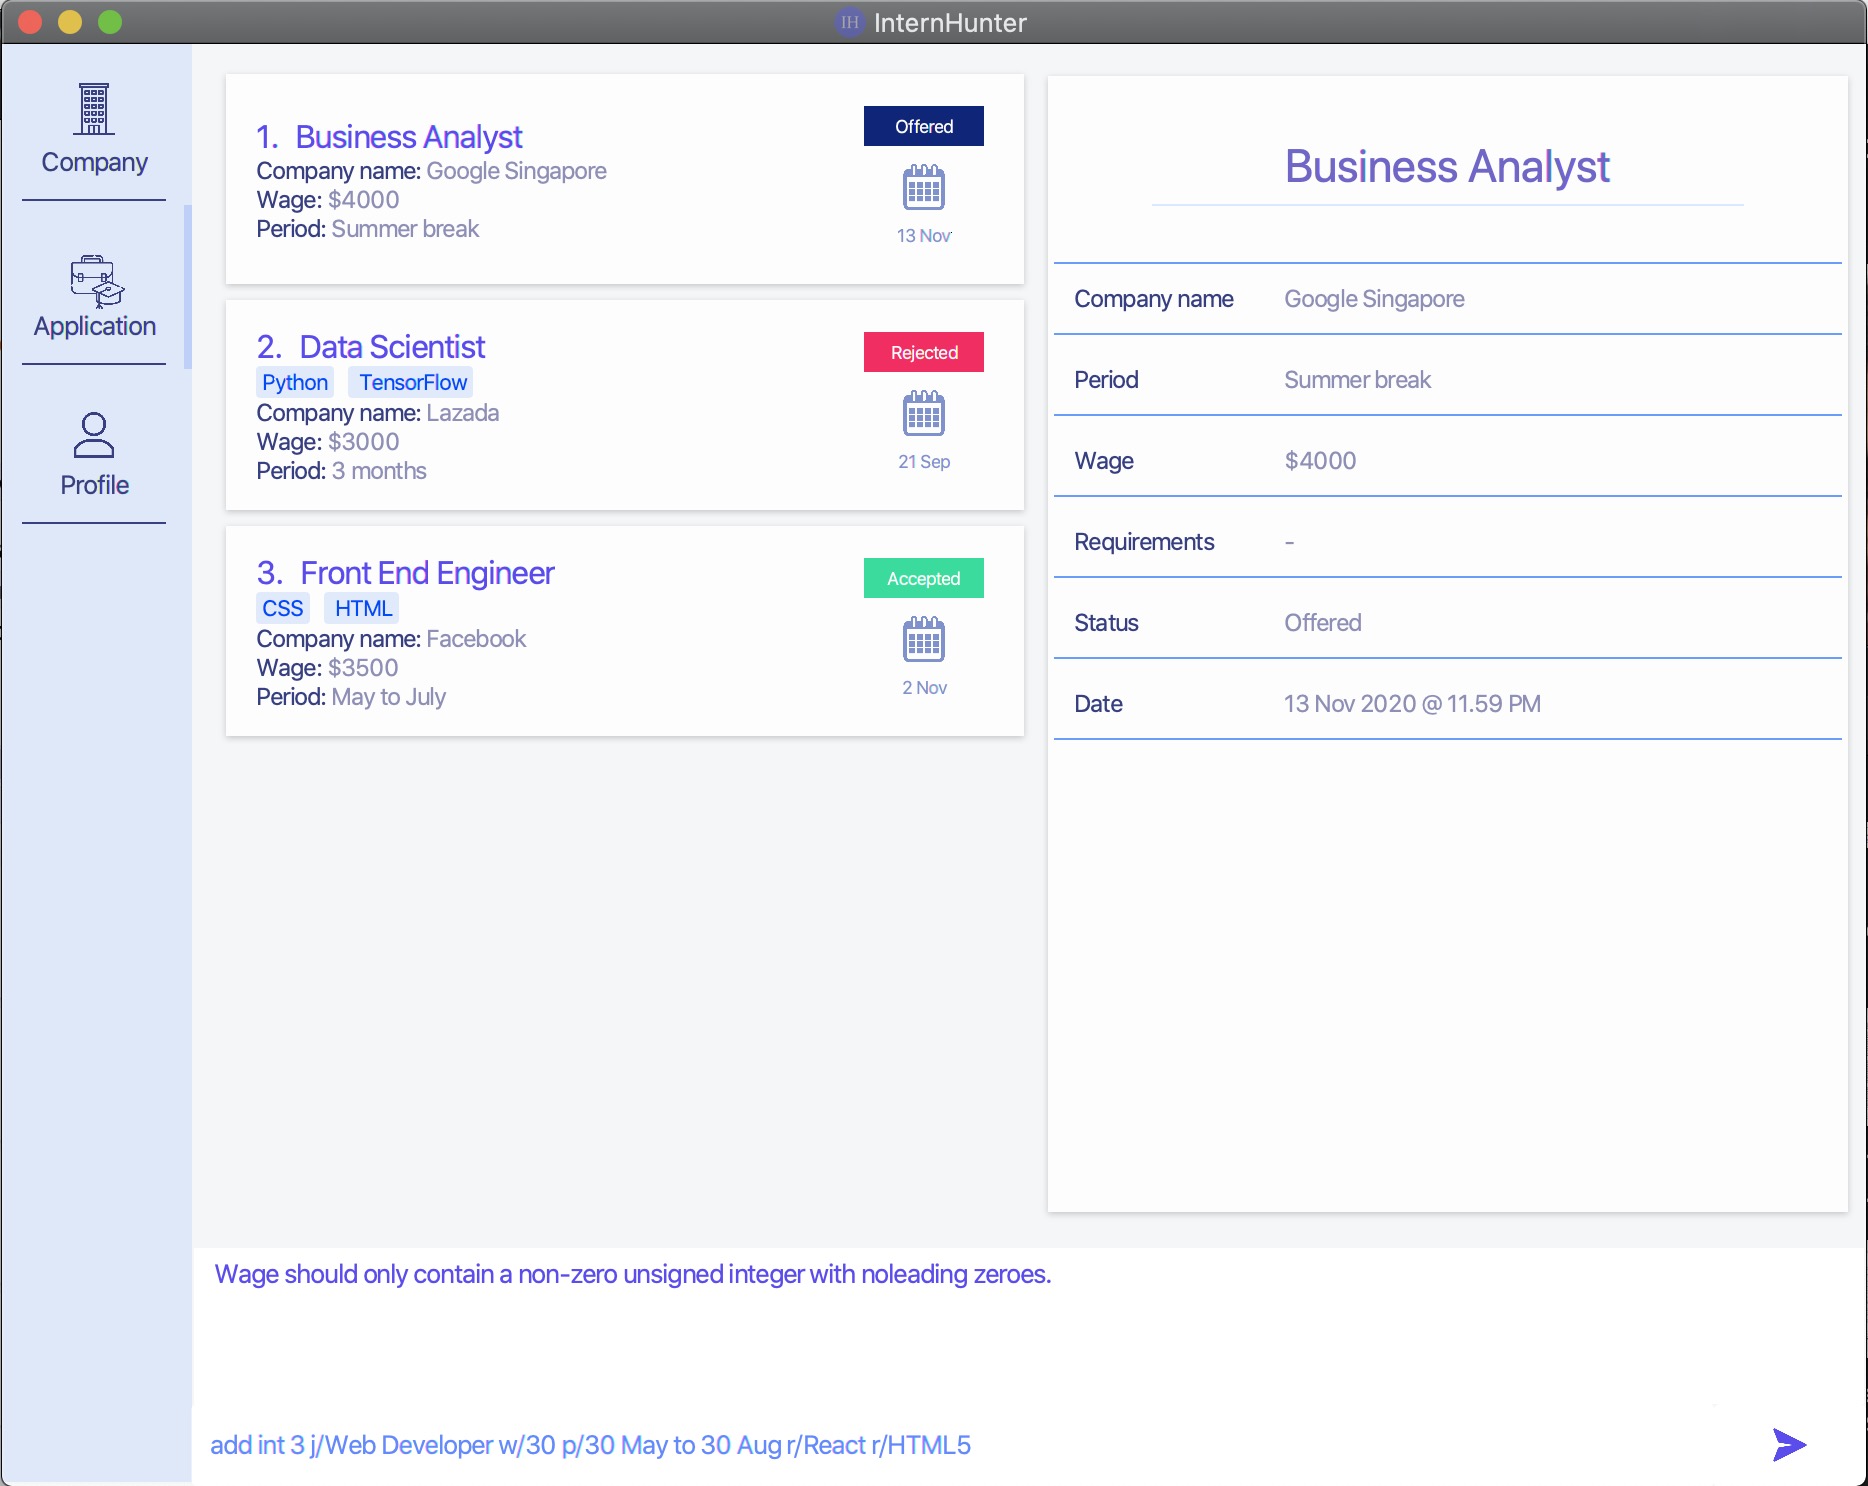 IH InternHunter
Company
Application
Profile
1. Business Analyst
Company name: Google Singapore
Wage: $4000
Period: Summer break
Offered
13 Nov
2. Data Scientist
Python TensorFlow
Company name: Lazada
Wage: $3000
Period: 3 months
Rejected
21 Sep
3. Front End Engineer
CSS HTML
Company name: Facebook
Wage: $3500
Period: May to July
Accepted
2 Nov
Business Analyst
Company name Google Singapore
Period Summer break
Wage $4000
Requirements -
Status Offered
Date 13 Nov 2020 @ 11.59 PM
Wage should only contain a non-zero unsigned integer with noleading zeroes.
add int 3 j/Web Developer w/30 p/30 May to 30 Aug r/React r/HTML5